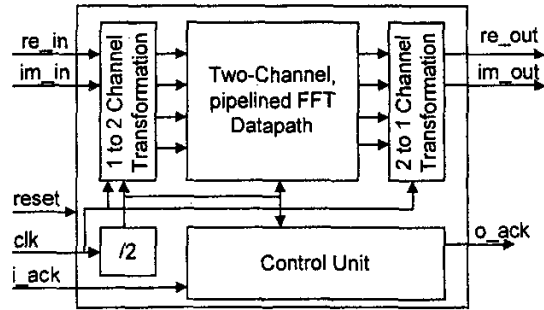 re_in
im_in
1 to 2 Channel
Transformation
Two-Channel,
pipelined FFT
Datapath
2 to 1 Channel
Transformation
re_out
im_out
reset
clk
i_ack
/2
Control Unit
o_ack